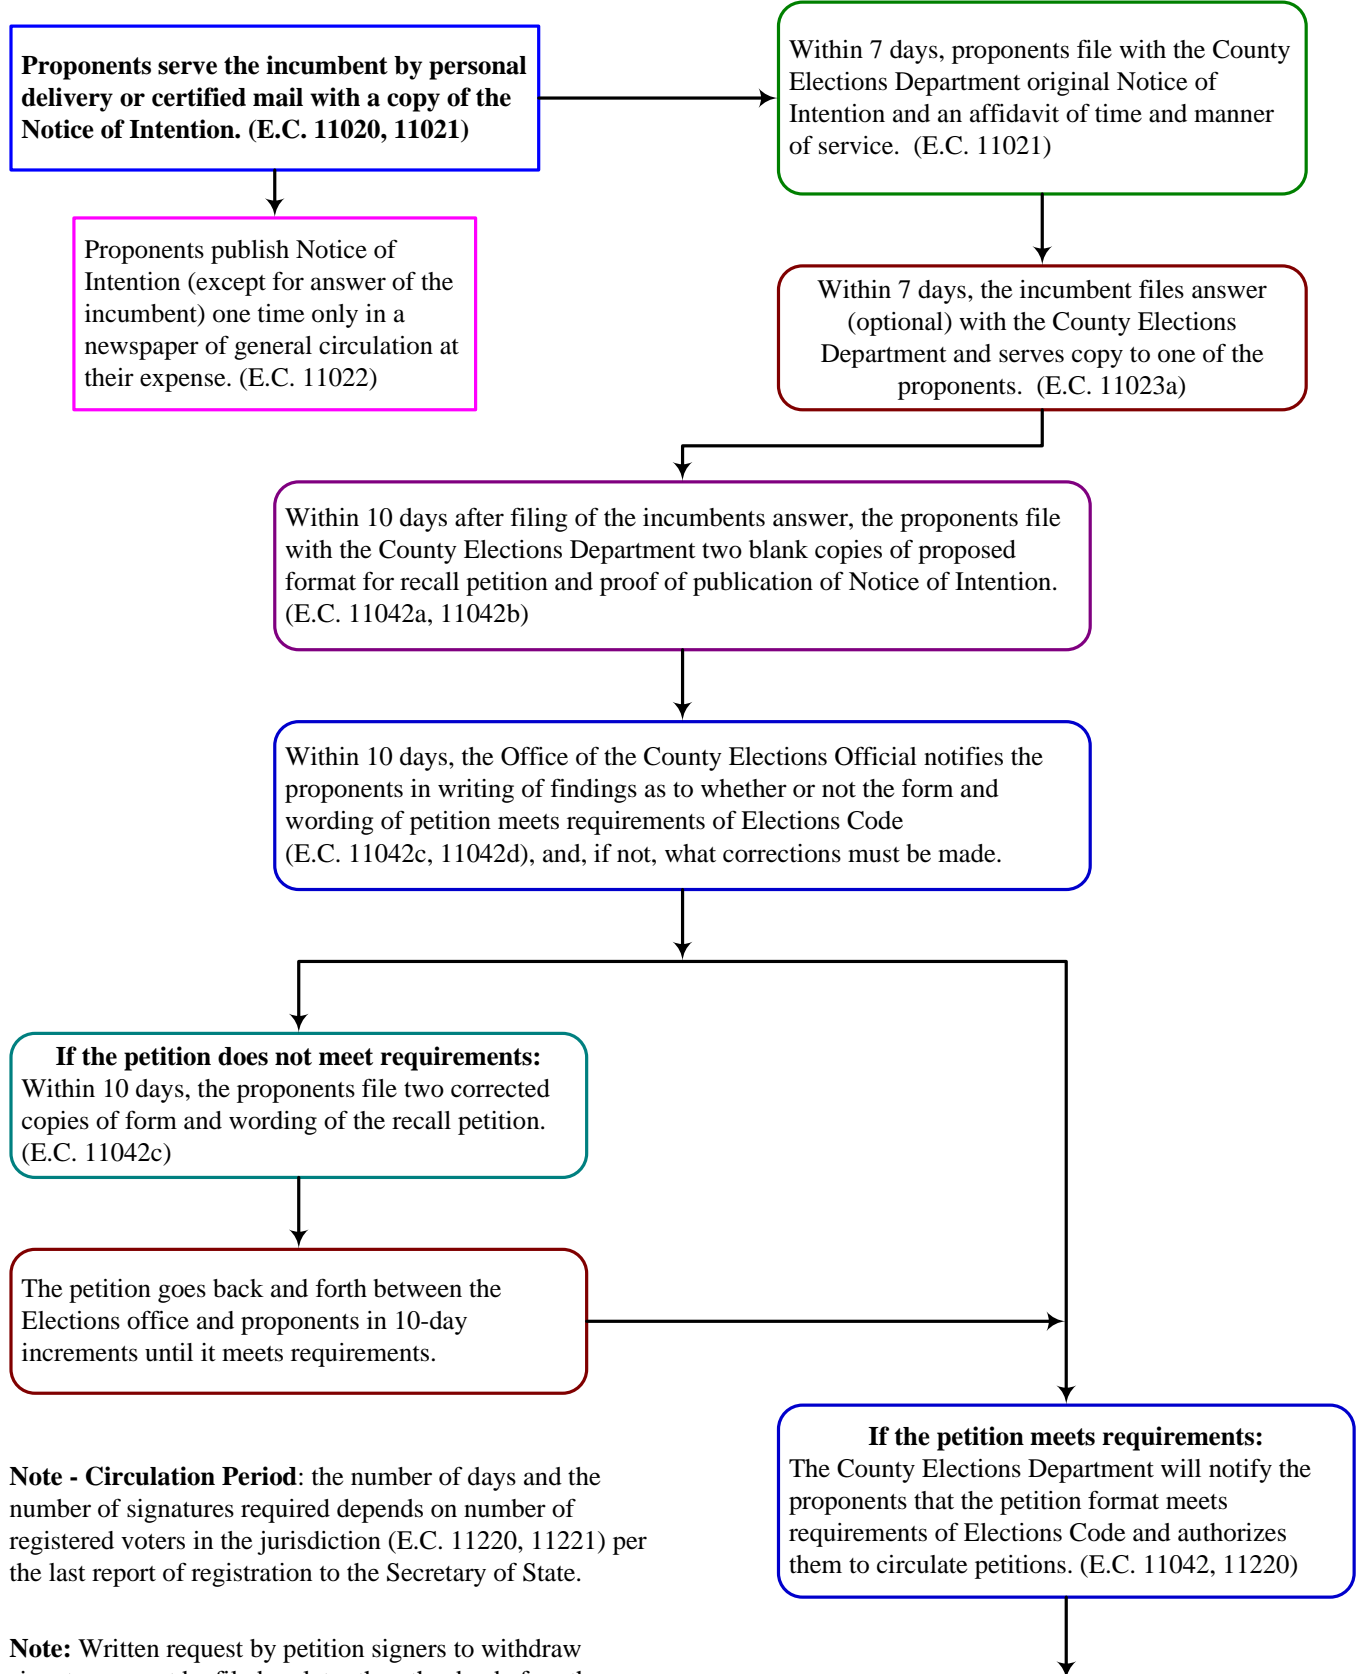 Proponents serve the incumbent by personal
delivery or certified mail with a copy of the
Notice of Intention. (E.C. 11020, 11021)
Within 7 days, proponents file with the County
Elections Department original Notice of
Intention and an affidavit of time and manner
of service.  (E.C. 11021)
Proponents publish Notice of
Intention (except for answer of the
incumbent) one time only in a
newspaper of general circulation at
their expense. (E.C. 11022)
Within 7 days, the incumbent files answer
(optional) with the County Elections
Department and serves copy to one of the
proponents.  (E.C. 11023a)
Within 10 days after filing of the incumbents answer, the proponents file
with the County Elections Department two blank copies of proposed
format for recall petition and proof of publication of Notice of Intention.
(E.C. 11042a, 11042b)
Within 10 days, the Office of the County Elections Official notifies the
proponents in writing of findings as to whether or not the form and
wording of petition meets requirements of Elections Code
(E.C. 11042c, 11042d), and, if not, what corrections must be made.
If the petition does not meet requirements:
Within 10 days, the proponents file two corrected
copies of form and wording of the recall petition.
(E.C. 11042c)
The petition goes back and forth between the
Elections office and proponents in 10-day
increments until it meets requirements.
If the petition meets requirements:
The County Elections Department will notify the
proponents that the petition format meets
requirements of Elections Code and authorizes
them to circulate petitions. (E.C. 11042, 11220)
Note - Circulation Period: the number of days and the
number of signatures required depends on number of
registered voters in the jurisdiction (E.C. 11220, 11221) per
the last report of registration to the Secretary of State.
Note: Written request by petition signers to withdraw